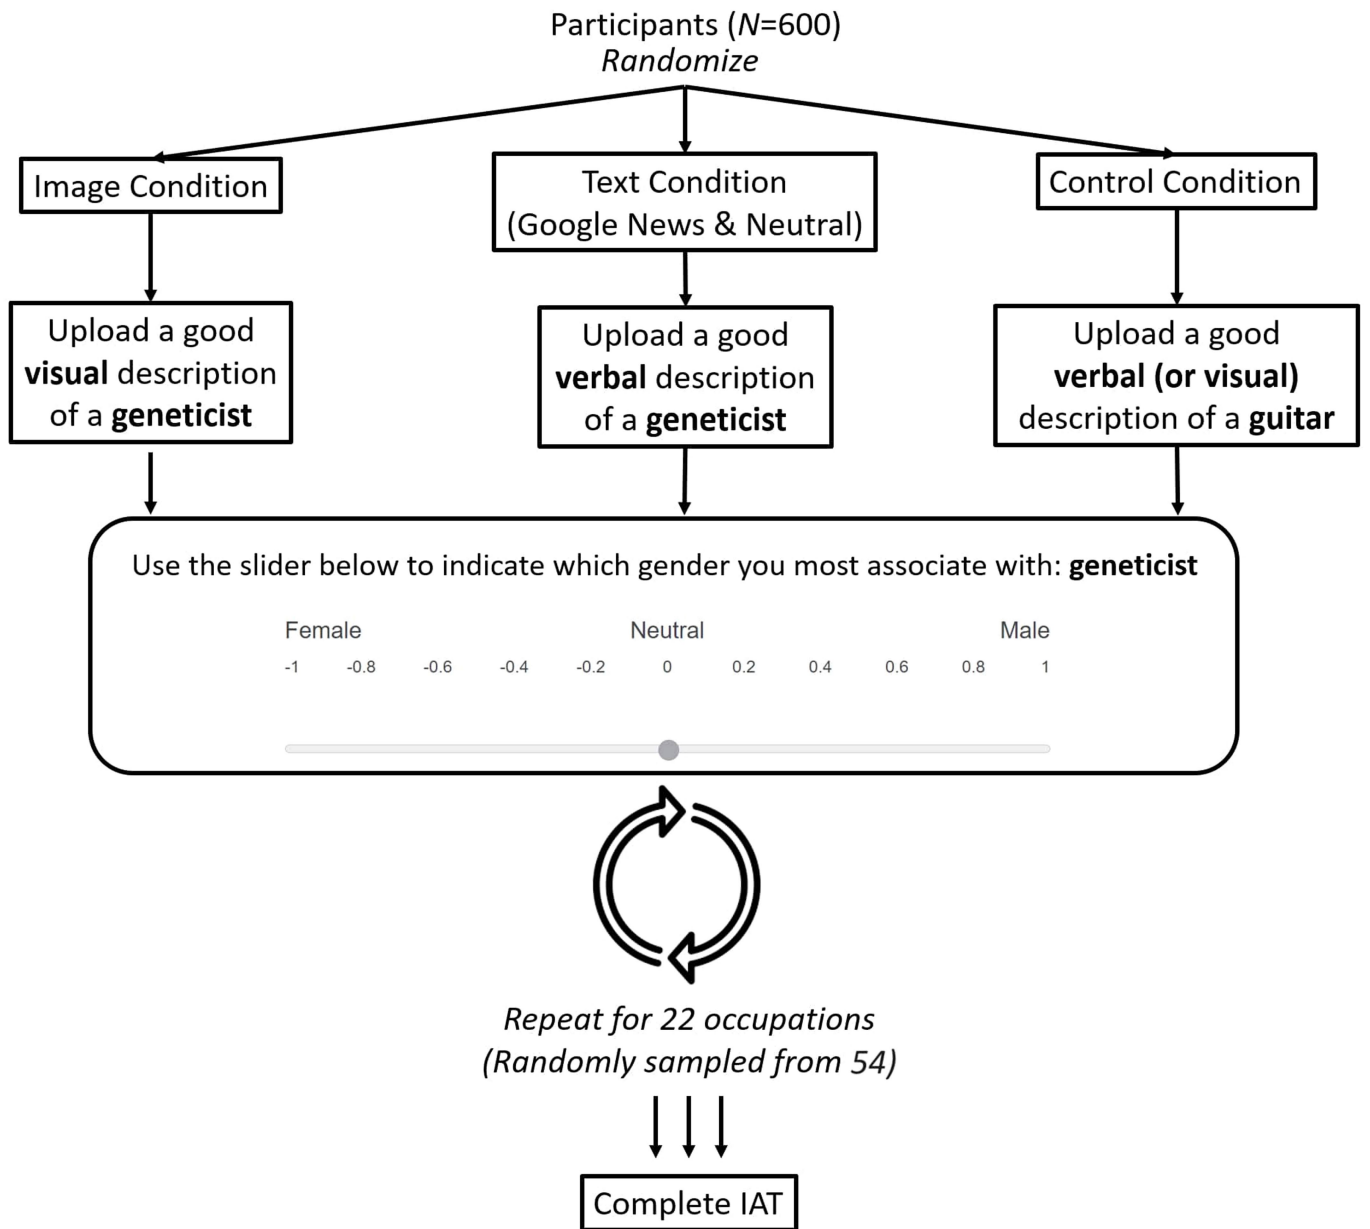 Participants (N=600)
Randomize
Image Condition
Text Condition
(Google News & Neutral)
Control Condition
Upload a good
visual description
of a geneticist
Upload a good
verbal description
of a geneticist
Upload a good
verbal (or visual)
description of a guitar
Use the slider below to indicate which gender you most associate with: geneticist
Female Neutral Male
-1 -0.8 -0.6 -0.4 -0.2 0 0.2 0.4 0.6 0.8 1
Repeat for 22 occupations
(Randomly sampled from 54)
Complete IAT